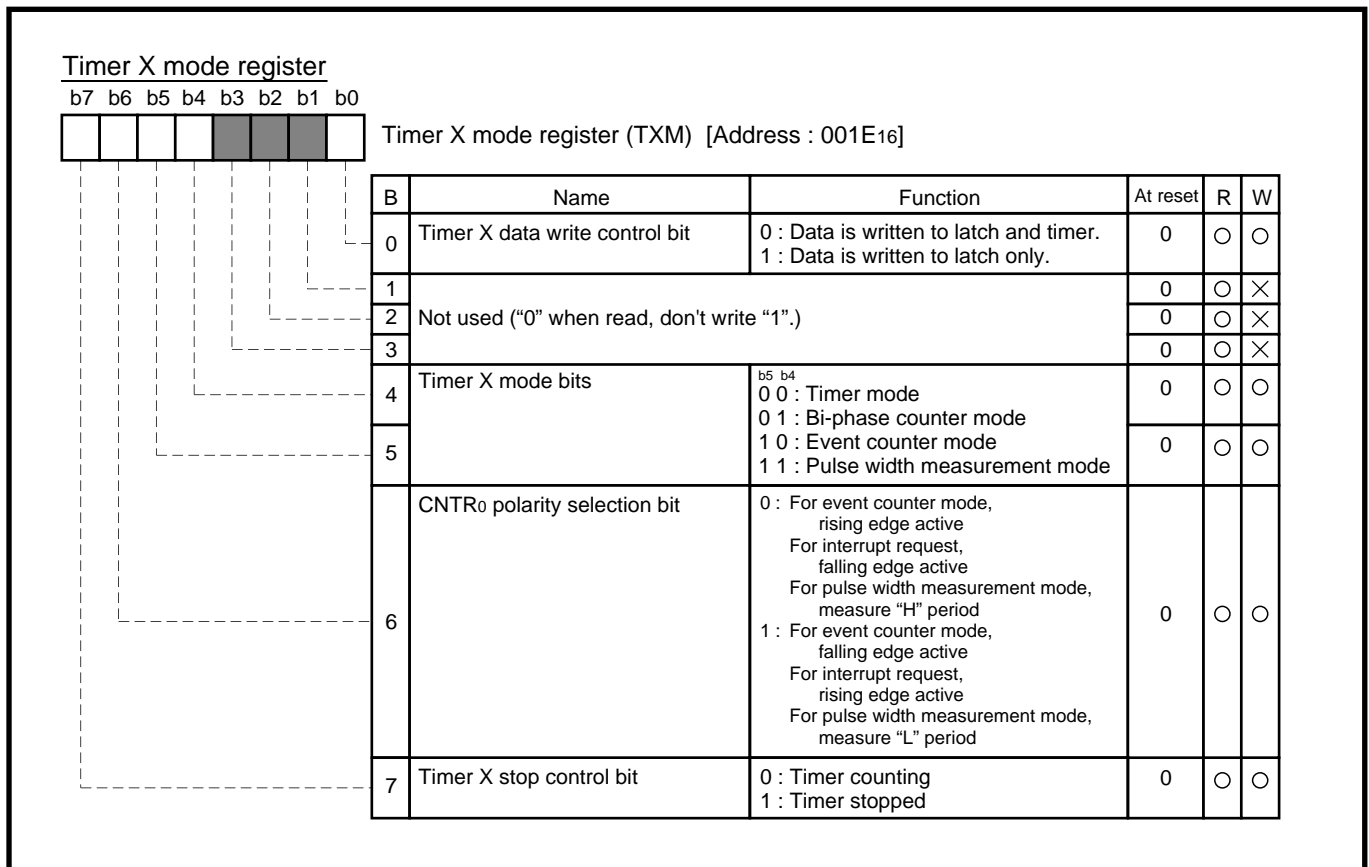 Timer X mode register
b7 b6 b5 b4 b3 b2 b1 b0
Timer X mode register (TXM) [Address : 001E16]
B Name Function At reset R W
0 Timer X data write control bit 0 : Data is written to latch and timer. 0 ○ ○
1 : Data is written to latch only.
1 0 ○ ×
2 Not used (“0” when read, don't write “1”.) 0 ○ ×
3 0 ○ ×
Timer X mode bits b5 b4
4 0 0 : Timer mode 0 ○ ○
0 1 : Bi-phase counter mode
5 1 0 : Event counter mode 0 ○ ○
1 1 : Pulse width measurement mode
CNTR0 polarity selection bit 0 : For event counter mode,
rising edge active
For interrupt request,
falling edge active
For pulse width measurement mode,
measure “H” period
6 1 : For event counter mode, 0 ○ ○
falling edge active
For interrupt request,
rising edge active
For pulse width measurement mode,
measure “L” period
7 Timer X stop control bit 0 : Timer counting 0 ○ ○
1 : Timer stopped